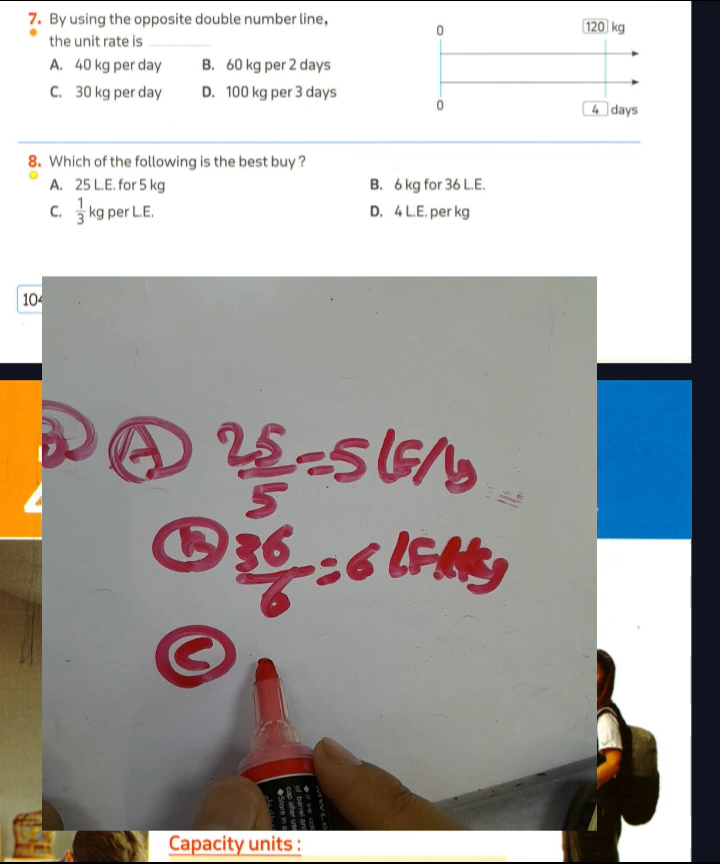 7. By using the opposite double number line,
the unit rate is
A. 40 kg per day B. 60 kg per 2 days
C. 30 kg per day D. 100 kg per 3 days
0 120 kg
0 4 days
8. Which of the following is the best buy ?
A. 25 L.E. for 5 kg B. 6 kg for 36 L.E.
C. 1/3 kg per L.E. D. 4 L.E. per kg
A 25/5 = 5
B 36/6 = 6
C
Capacity units :